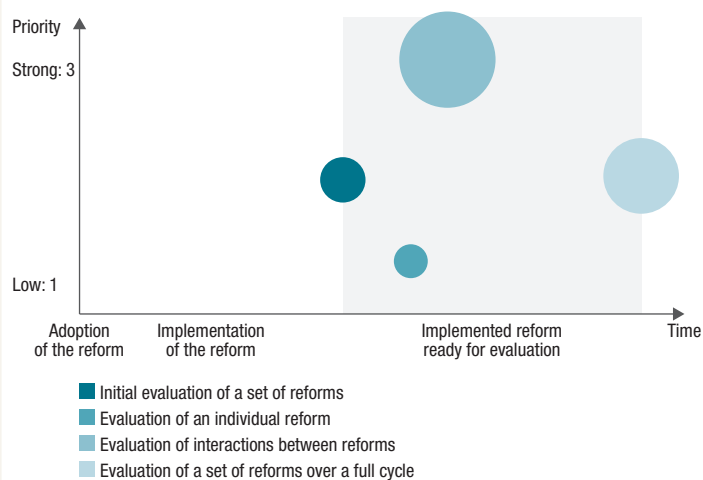 Priority
Strong: 3
Low: 1
Adoption
of the reform
Implementation
of the reform
Implemented reform
ready for evaluation
Time
Initial evaluation of a set of reforms
Evaluation of an individual reform
Evaluation of interactions between reforms
Evaluation of a set of reforms over a full cycle